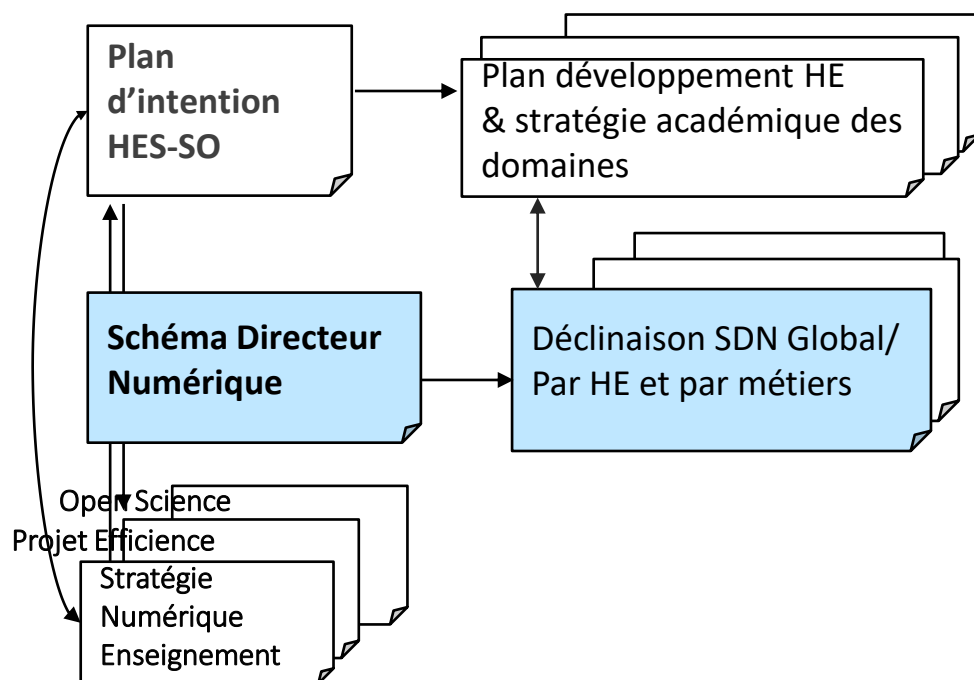 Plan
d’intention
HES-SO
Plan développement HE
& stratégie académique des
domaines
Schéma Directeur
Numérique
Déclinaison SDN Global/
Par HE et par métiers
Open Science
Projet Efficience
Stratégie
Numérique
Enseignement